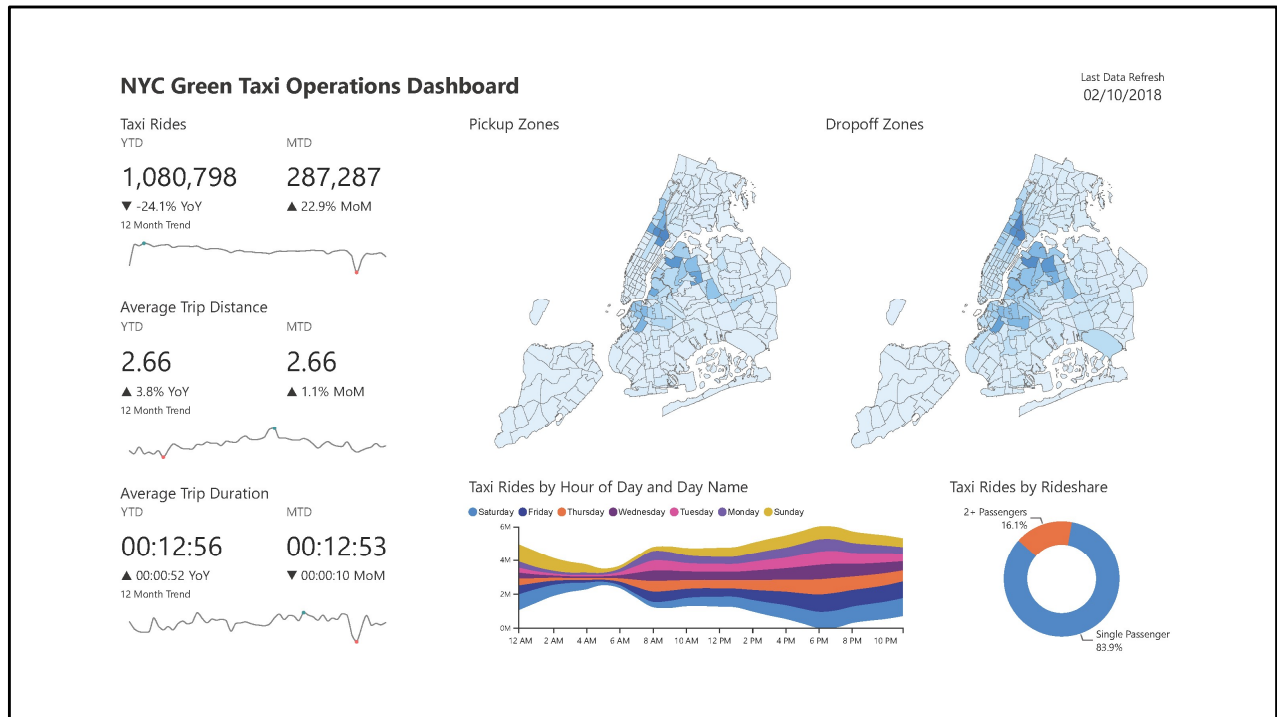 NYC Green Taxi Operations Dashboard
Last Data Refresh
02/10/2018
Taxi Rides
YTD
MTD
1,080,798
287,287
▼ -24.1% YoY
▲ 22.9% MoM
12 Month Trend
Average Trip Distance
YTD
MTD
2.66
2.66
▲ 3.8% YoY
▲ 1.1% MoM
12 Month Trend
Average Trip Duration
YTD
MTD
00:12:56
00:12:53
▲ 00:00:52 YoY
▼ 00:00:10 MoM
12 Month Trend
Pickup Zones
Dropoff Zones
Taxi Rides by Hour of Day and Day Name
Saturday Friday Thursday Wednesday Tuesday Monday Sunday
6M
4M
2M
0M
12 AM 2 AM 4 AM 6 AM 8 AM 10 AM 12 PM 2 PM 4 PM 6 PM 8 PM 10 PM
Taxi Rides by Rideshare
2+ Passengers
16.1%
Single Passenger
83.9%